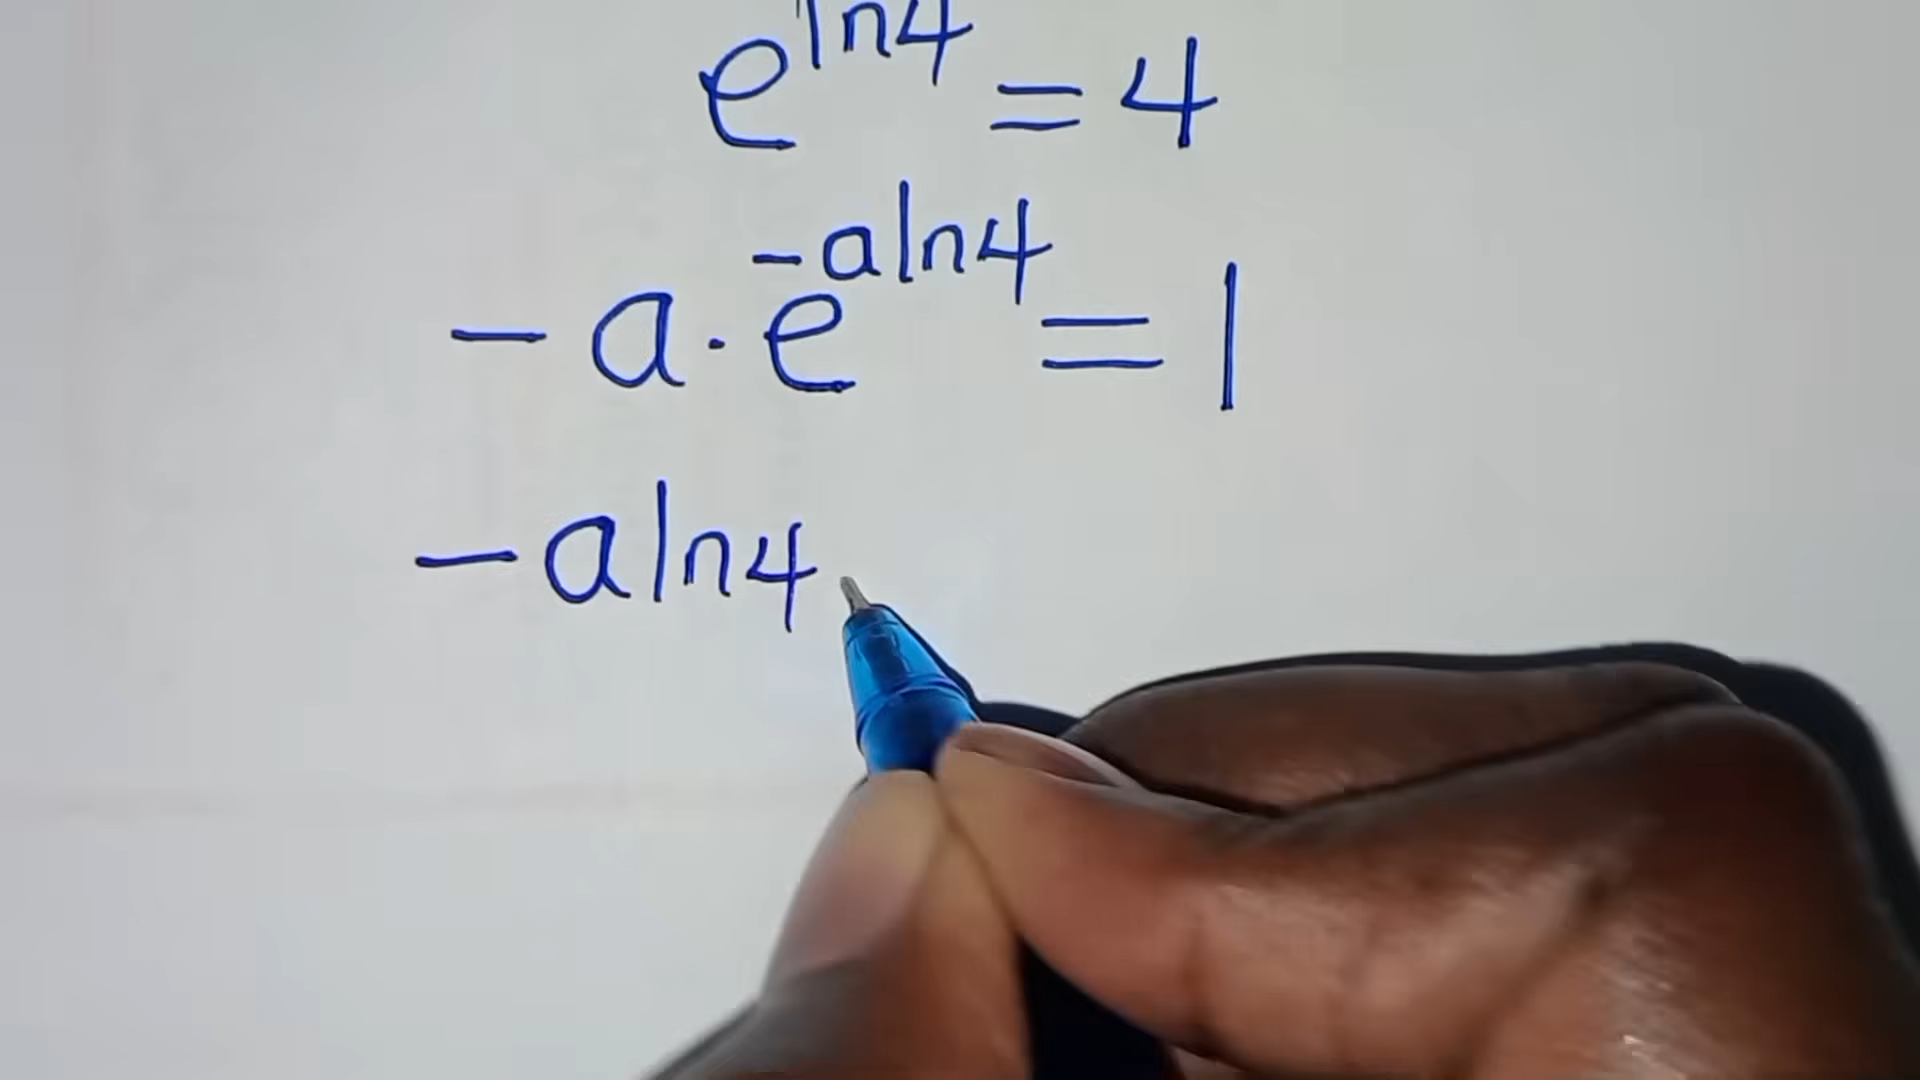 e^ln4 = 4
-a·e^-aln4 = 1
-aln4